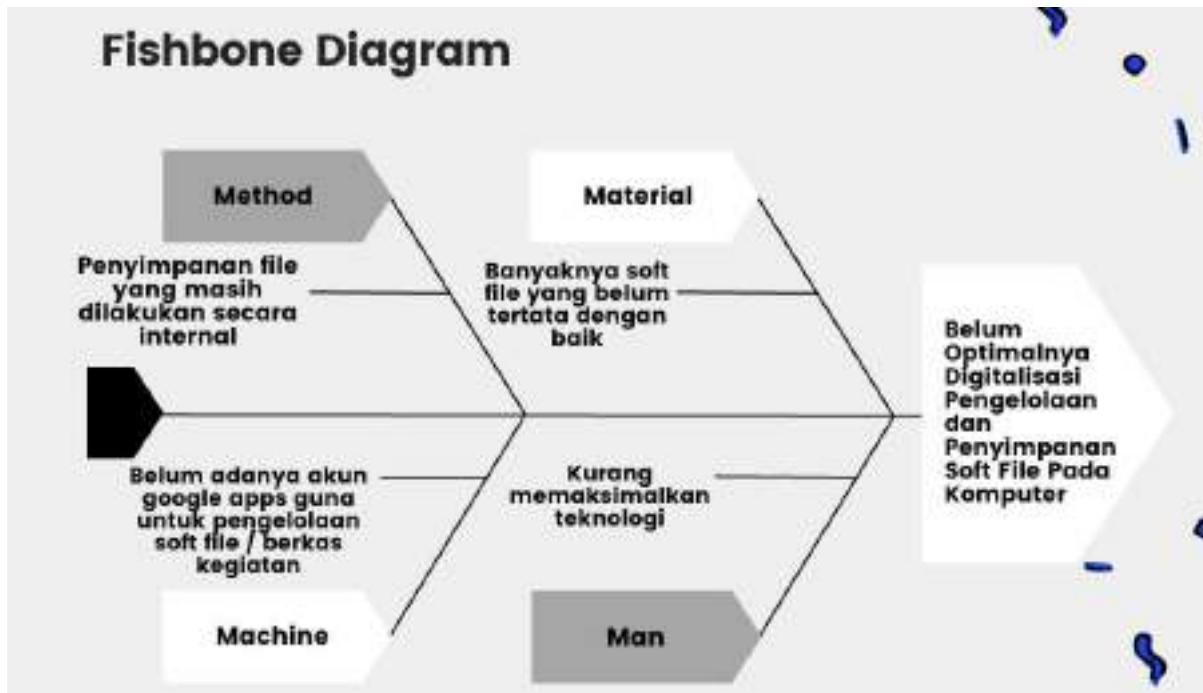 Fishbone Diagram
Method
Material
Penyimpanan file
yang masih
dilakukan secara
internal
Banyaknya soft
file yang belum
tertata dengan
baik
Belum
Optimalnya
Digitalisasi
Pengelolaan
dan
Penyimpanan
Soft File Pada
Komputer
Belum adanya akun
google apps guna
untuk pengelolaan
soft file / berkas
kegiatan
Kurang
memaksimalkan
teknologi
Machine
Man